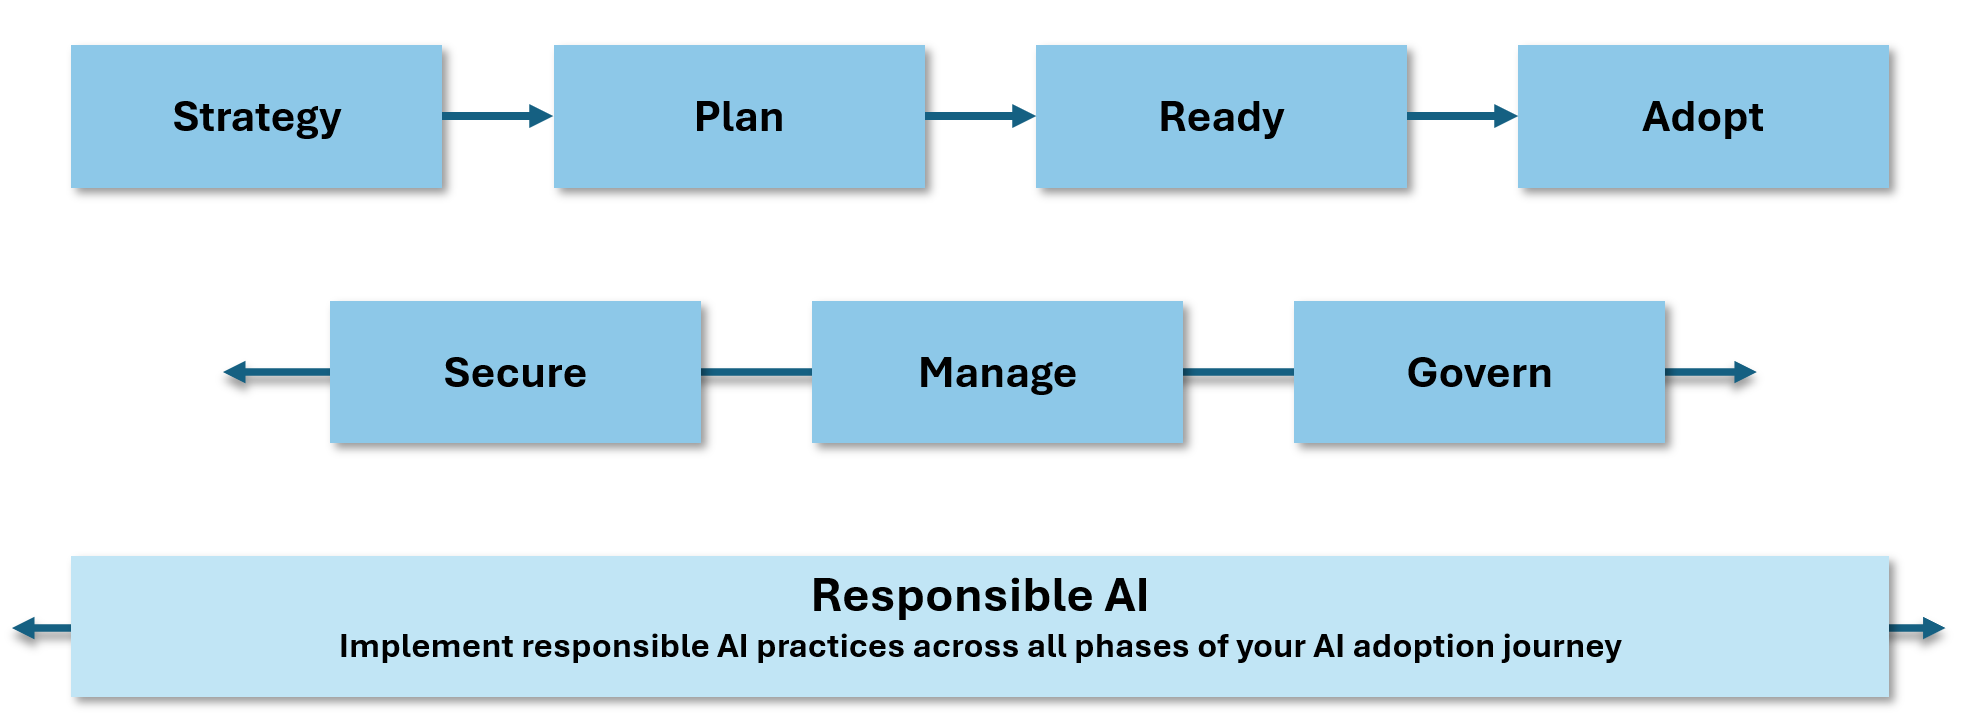 Strategy
Plan
Ready
Adopt
Secure
Manage
Govern
Responsible AI
Implement responsible AI practices across all phases of your AI adoption journey